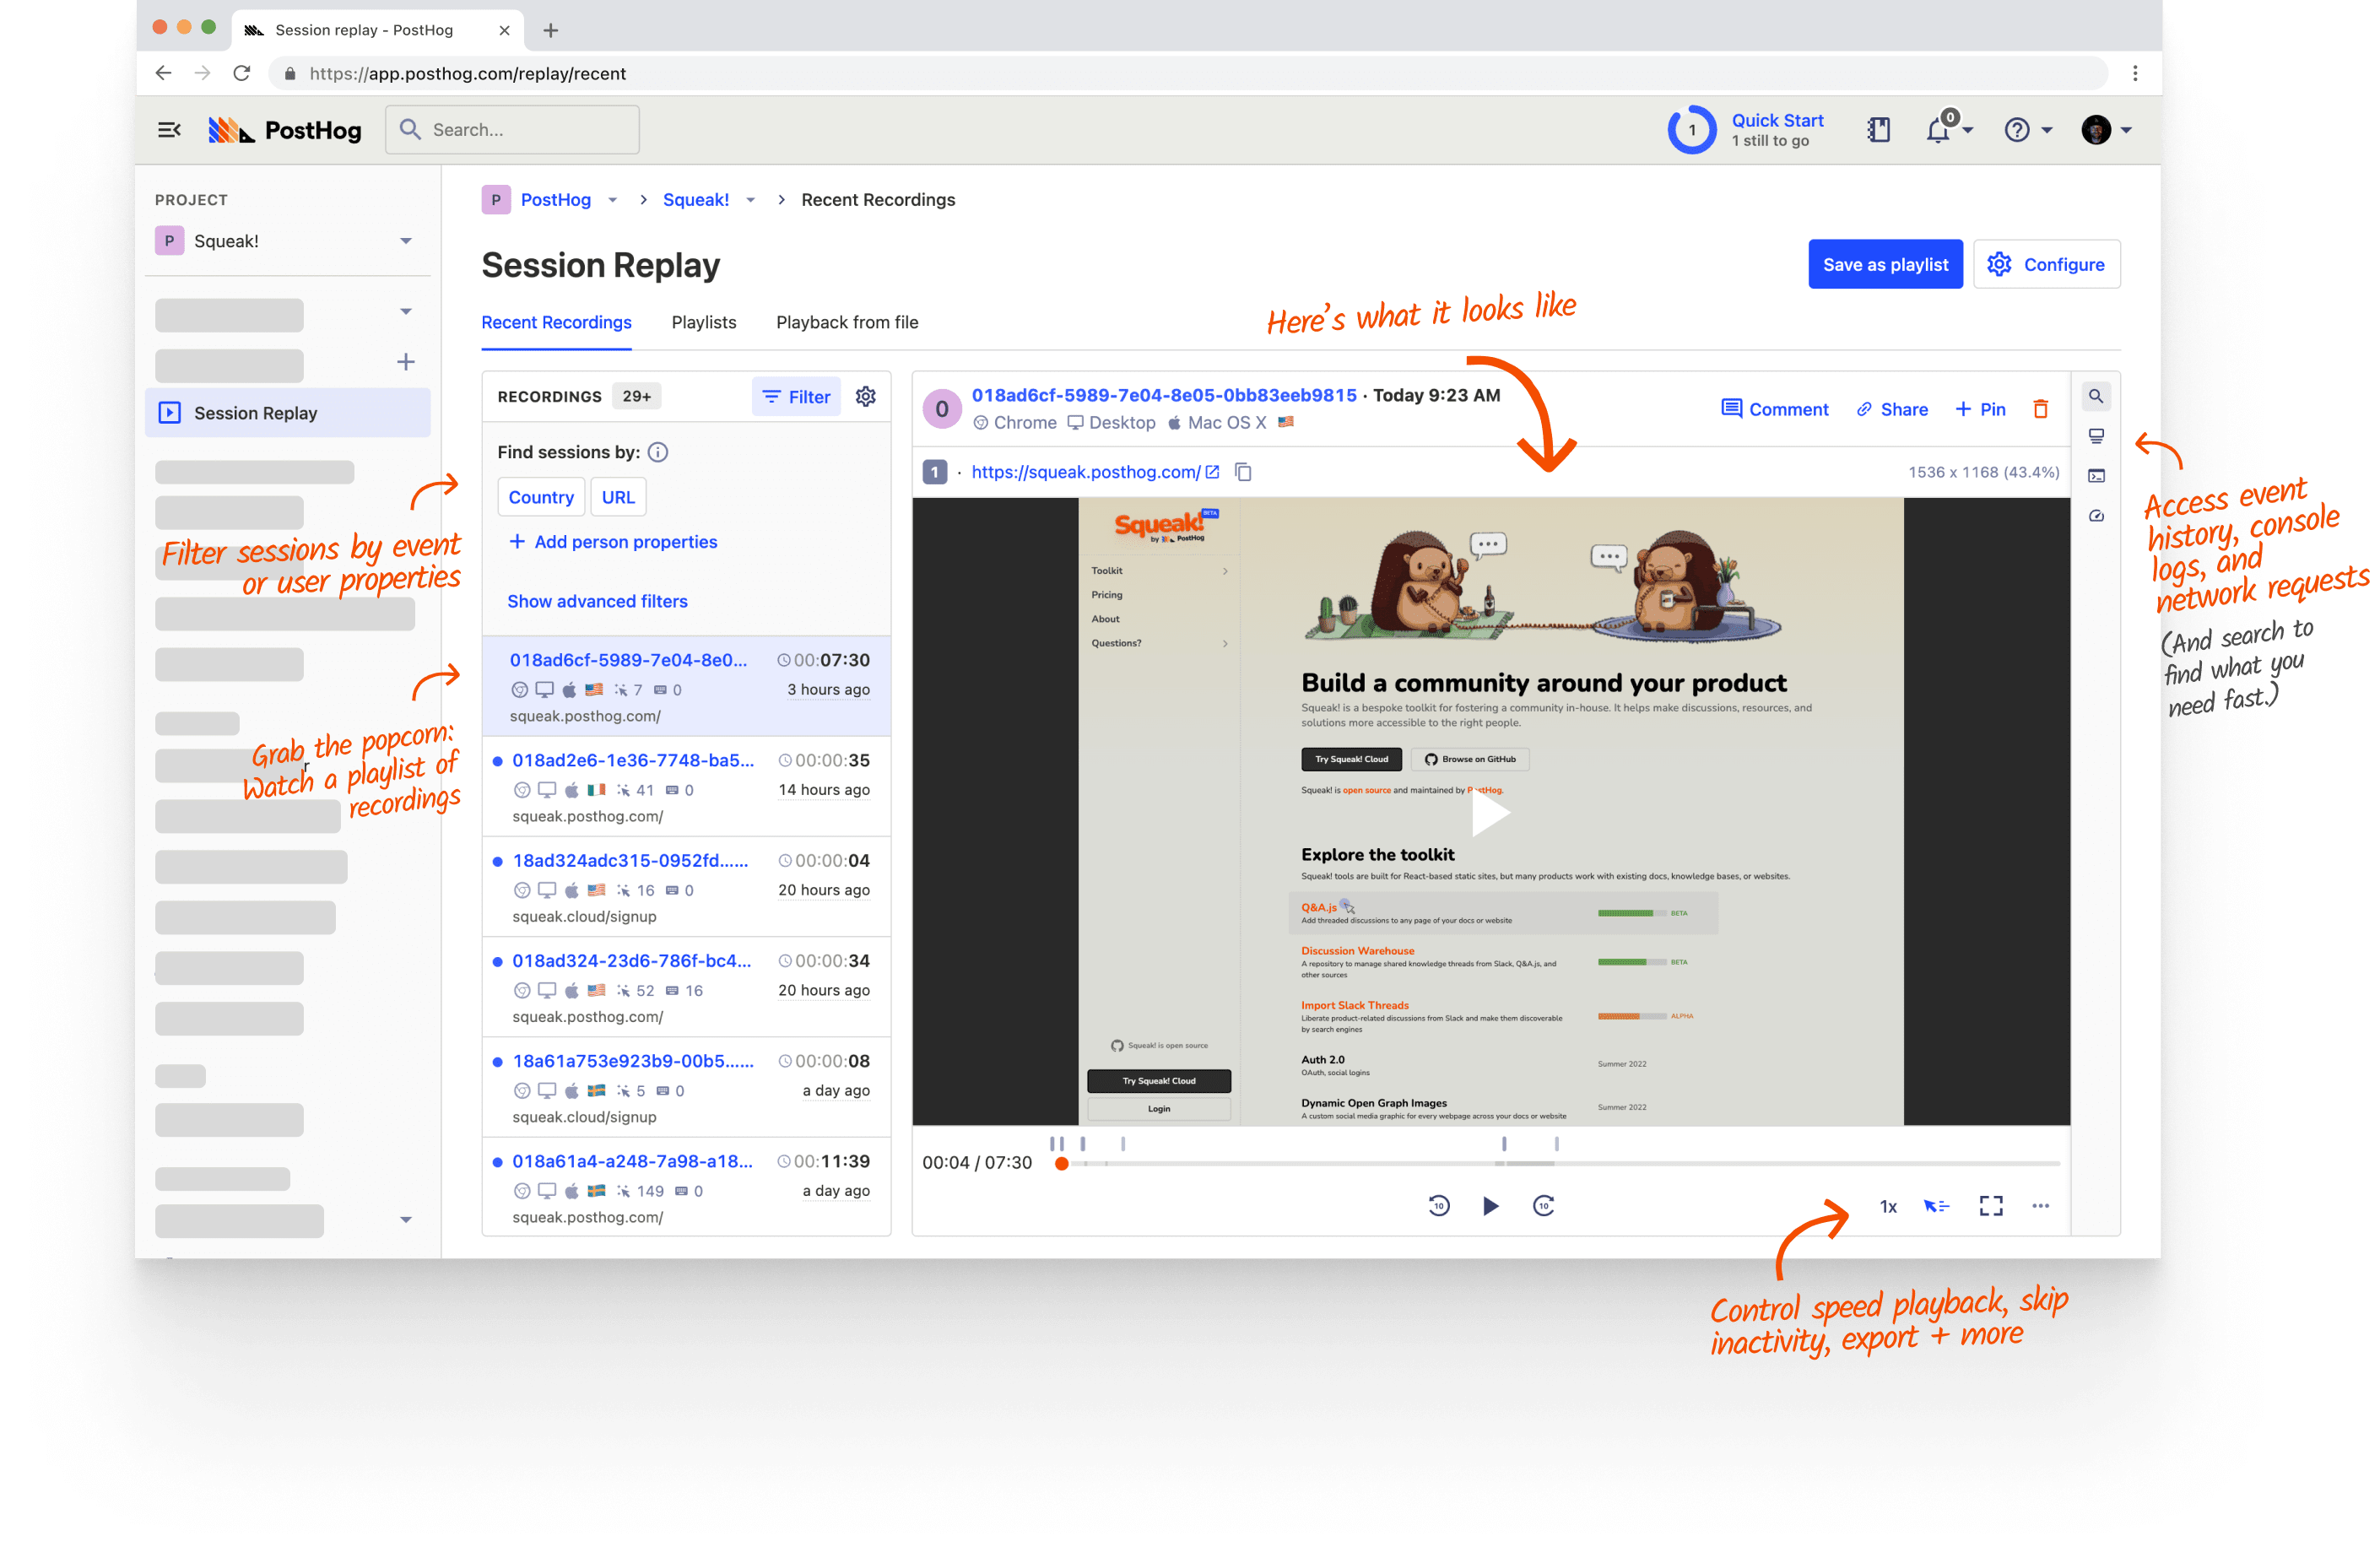 Session replay - PostHog
https://app.posthog.com/replay/recent
PostHog
Search...
1
Quick Start
1 still to go
0
PROJECT
P Squeak!
Session Replay
P PostHog > Squeak! > Recent Recordings
Session Replay
Save as playlist
Configure
Recent Recordings Playlists Playback from file
Here's what it looks like
RECORDINGS 29+ Filter
Find sessions by:
Country URL
+ Add person properties
Show advanced filters
Filter sessions by event
or user properties
Grab the popcorn:
Watch a playlist of
recordings
018ad6cf-5989-7e04-8e0... 00:07:30
7 0 3 hours ago
squeak.posthog.com/
018ad2e6-1e36-7748-ba5... 00:00:35
41 0 14 hours ago
squeak.posthog.com/
18ad324adc315-0952fd...... 00:00:04
16 0 20 hours ago
squeak.cloud/signup
018ad324-23d6-786f-bc4... 00:00:34
52 16 20 hours ago
squeak.posthog.com/
18a61a753e923b9-00b5...... 00:00:08
5 0 a day ago
squeak.cloud/signup
018a61a4-a248-7a98-a18... 00:11:39
149 0 a day ago
squeak.posthog.com/
0
018ad6cf-5989-7e04-8e05-0bb83eeb9815 · Today 9:23 AM
Chrome Desktop Mac OS X
Comment Share + Pin
1 · https://squeak.posthog.com/
1536 x 1168 (43.4%)
Squeak! BETA
by PostHog
Toolkit
Pricing
About
Questions?
Build a community around your product
Squeak! is a bespoke toolkit for fostering a community in-house. It helps make discussions, resources, and
solutions more accessible to the right people.
Try Squeak! Cloud
Browse on GitHub
Squeak! is open source and maintained by PostHog.
Explore the toolkit
Squeak! tools are built for React-based static sites, but many products work with existing docs, knowledge bases, or websites.
Q&A.js
Add threaded discussions to any page of your docs or website
BETA
Discussion Warehouse
A repository to manage shared knowledge threads from Slack, Q&A.js, and
other sources
BETA
Import Slack Threads
Liberate product-related discussions from Slack and make them discoverable
by search engines
ALPHA
Auth 2.0
OAuth, social logins
Summer 2022
Dynamic Open Graph Images
A custom social media graphic for every webpage across your docs or website
Summer 2022
Squeak! is open source
Try Squeak! Cloud
Login
00:04 / 07:30
10
10
1x
Access event
history, console
logs, and
network requests
(And search to
find what you
need fast.)
Control speed playback, skip
inactivity, export + more